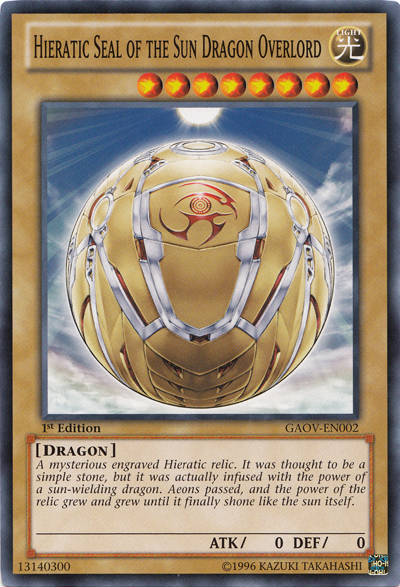 HIERATIC SEAL OF THE SUN DRAGON OVERLORD
LIGHT
光
1st Edition
GAOV-EN002
[DRAGON]
A mysterious engraved Hieratic relic. It was thought to be a
simple stone, but it was actually infused with the power of
a sun-wielding dragon. Aeons passed, and the power of the
relic grew and grew until it finally shone like the sun itself.
ATK/ 0 DEF/ 0
13140300
©1996 KAZUKI TAKAHASHI